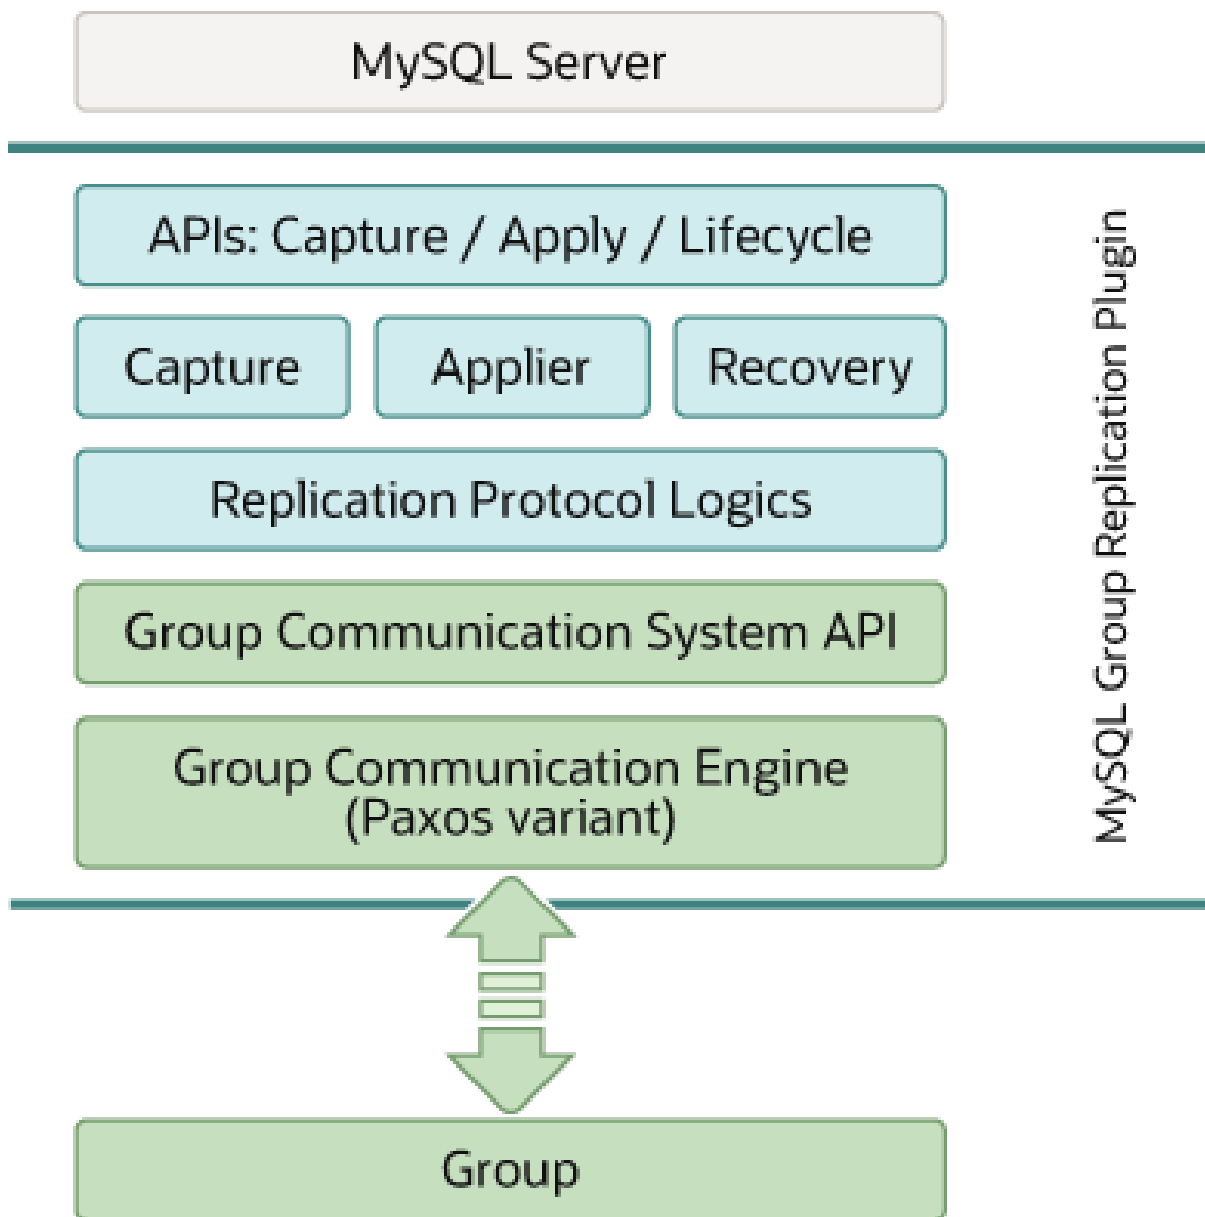 MySQL Server
APIs: Capture / Apply / Lifecycle
Capture
Applier
Recovery
Replication Protocol Logics
Group Communication System API
Group Communication Engine
(Paxos variant)
MySQL Group Replication Plugin
Group